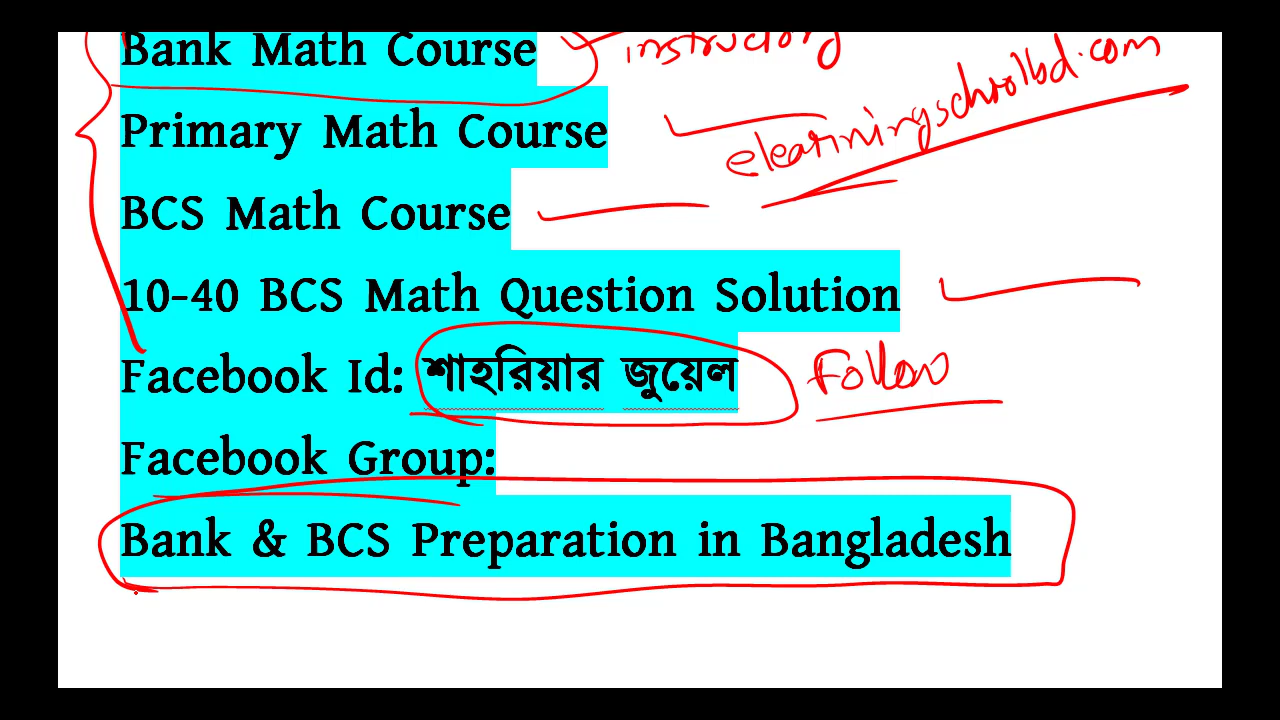 Bank Math Course instructory
elearningschoolbd.com
Primary Math Course
BCS Math Course
10-40 BCS Math Question Solution
Facebook Id: শাহরিয়ার জুয়েল Follow
Facebook Group:
Bank & BCS Preparation in Bangladesh